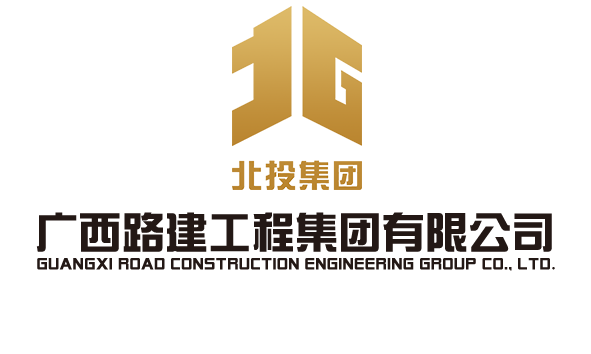 北投集团
广西路建工程集团有限公司
GUANGXI ROAD CONSTRUCTION ENGINEERING GROUP CO., LTD.